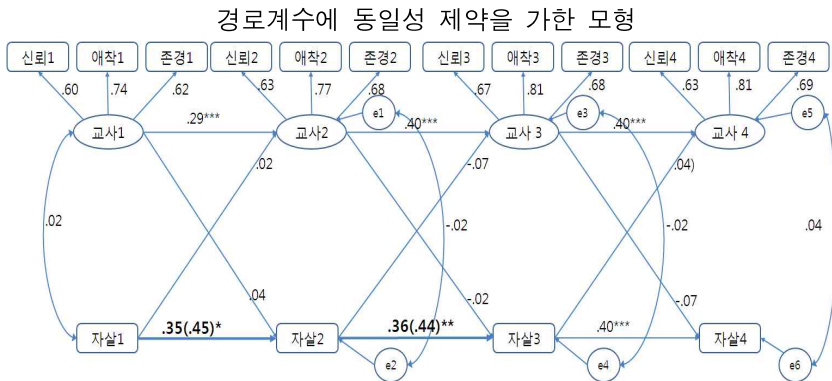 경로계수에 동일성 제약을 가한 모형
신뢰1 애착1 존경1 신뢰2 애착2 존경2 신뢰3 애착3 존경3 신뢰4 애착4 존경4
.60 .74 .62 .63 .77 .68 .67 .81 .68 .63 .81 .69
e1 e3 e5
교사1 .29*** 교사2 .40*** 교사 3 .40*** 교사 4
.02 -.07 .04)
.02 -.02 -.02 .04
.04 -.02 -.07
자살1 .35(.45)* 자살2 .36(.44)** 자살3 .40*** 자살4
e2 e4 e6